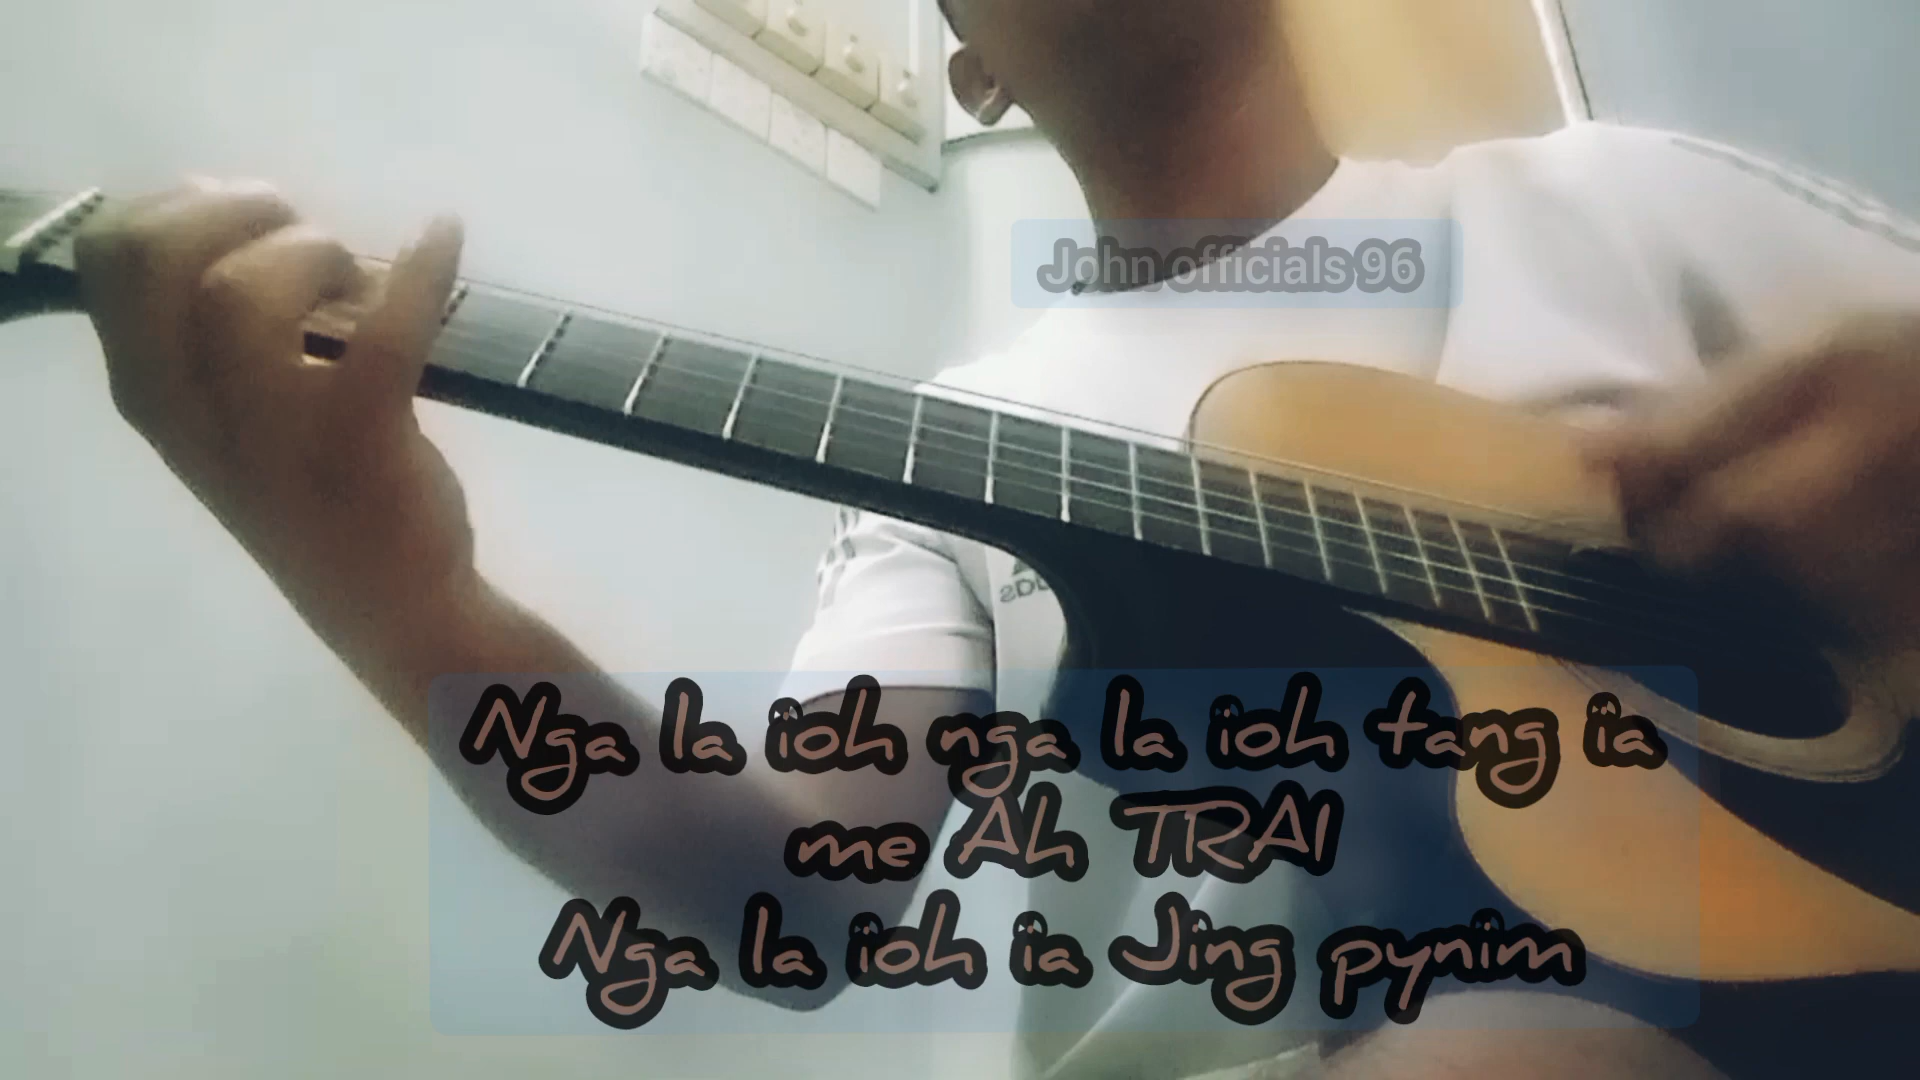 John officials 96
Nga la ïoh nga la ïoh tang ïa
me Ah TRAI
Nga la ïoh ïa Jing pynïm